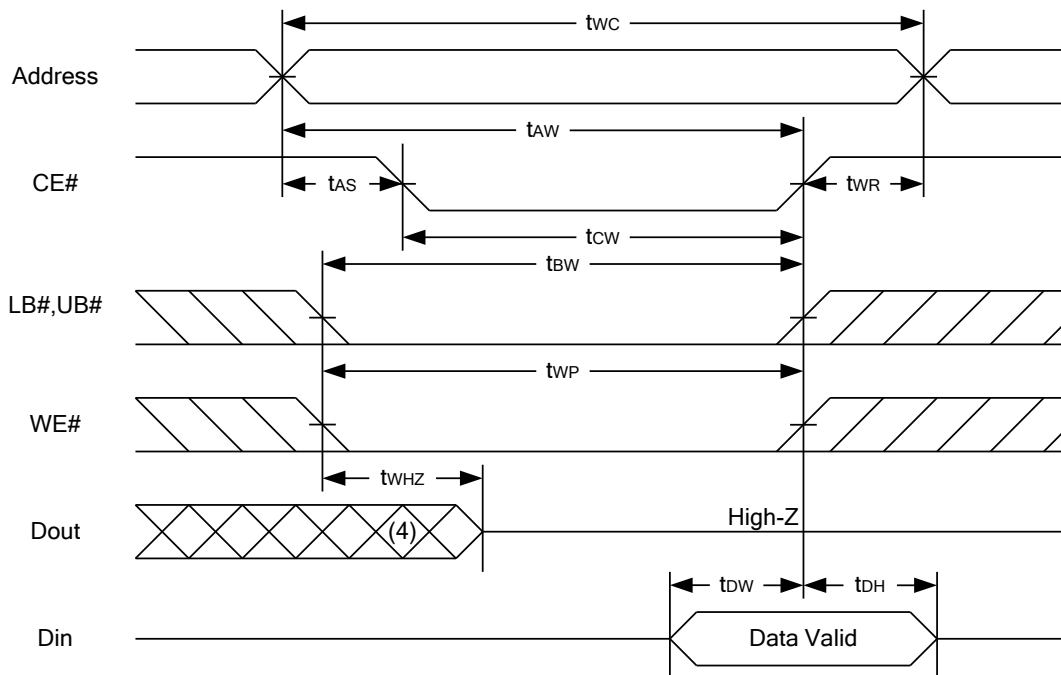 tWC
Address
tAW
CE#
tAS
tWR
tCW
tBW
LB#,UB#
tWP
WE#
tWHZ
Dout
(4)
High-Z
tDW
tDH
Din
Data Valid